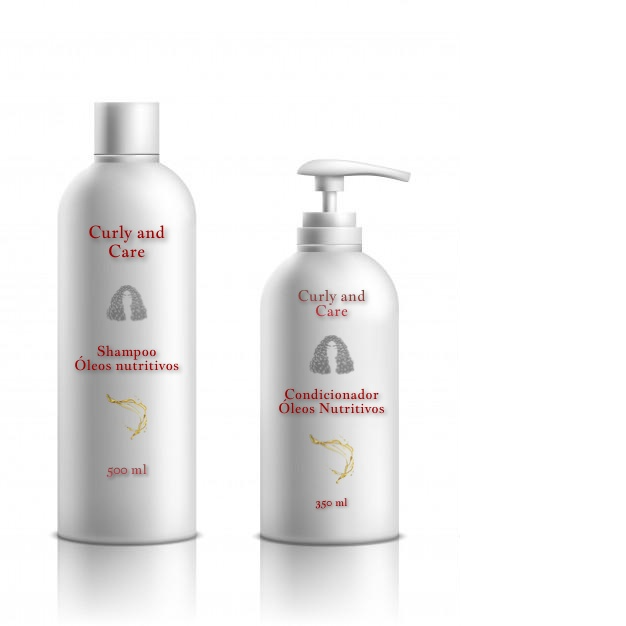 Curly and
Care
Shampoo
Óleos nutritivos
500 ml
Curly and
Care
Condicionador
Óleos Nutritivos
350 ml